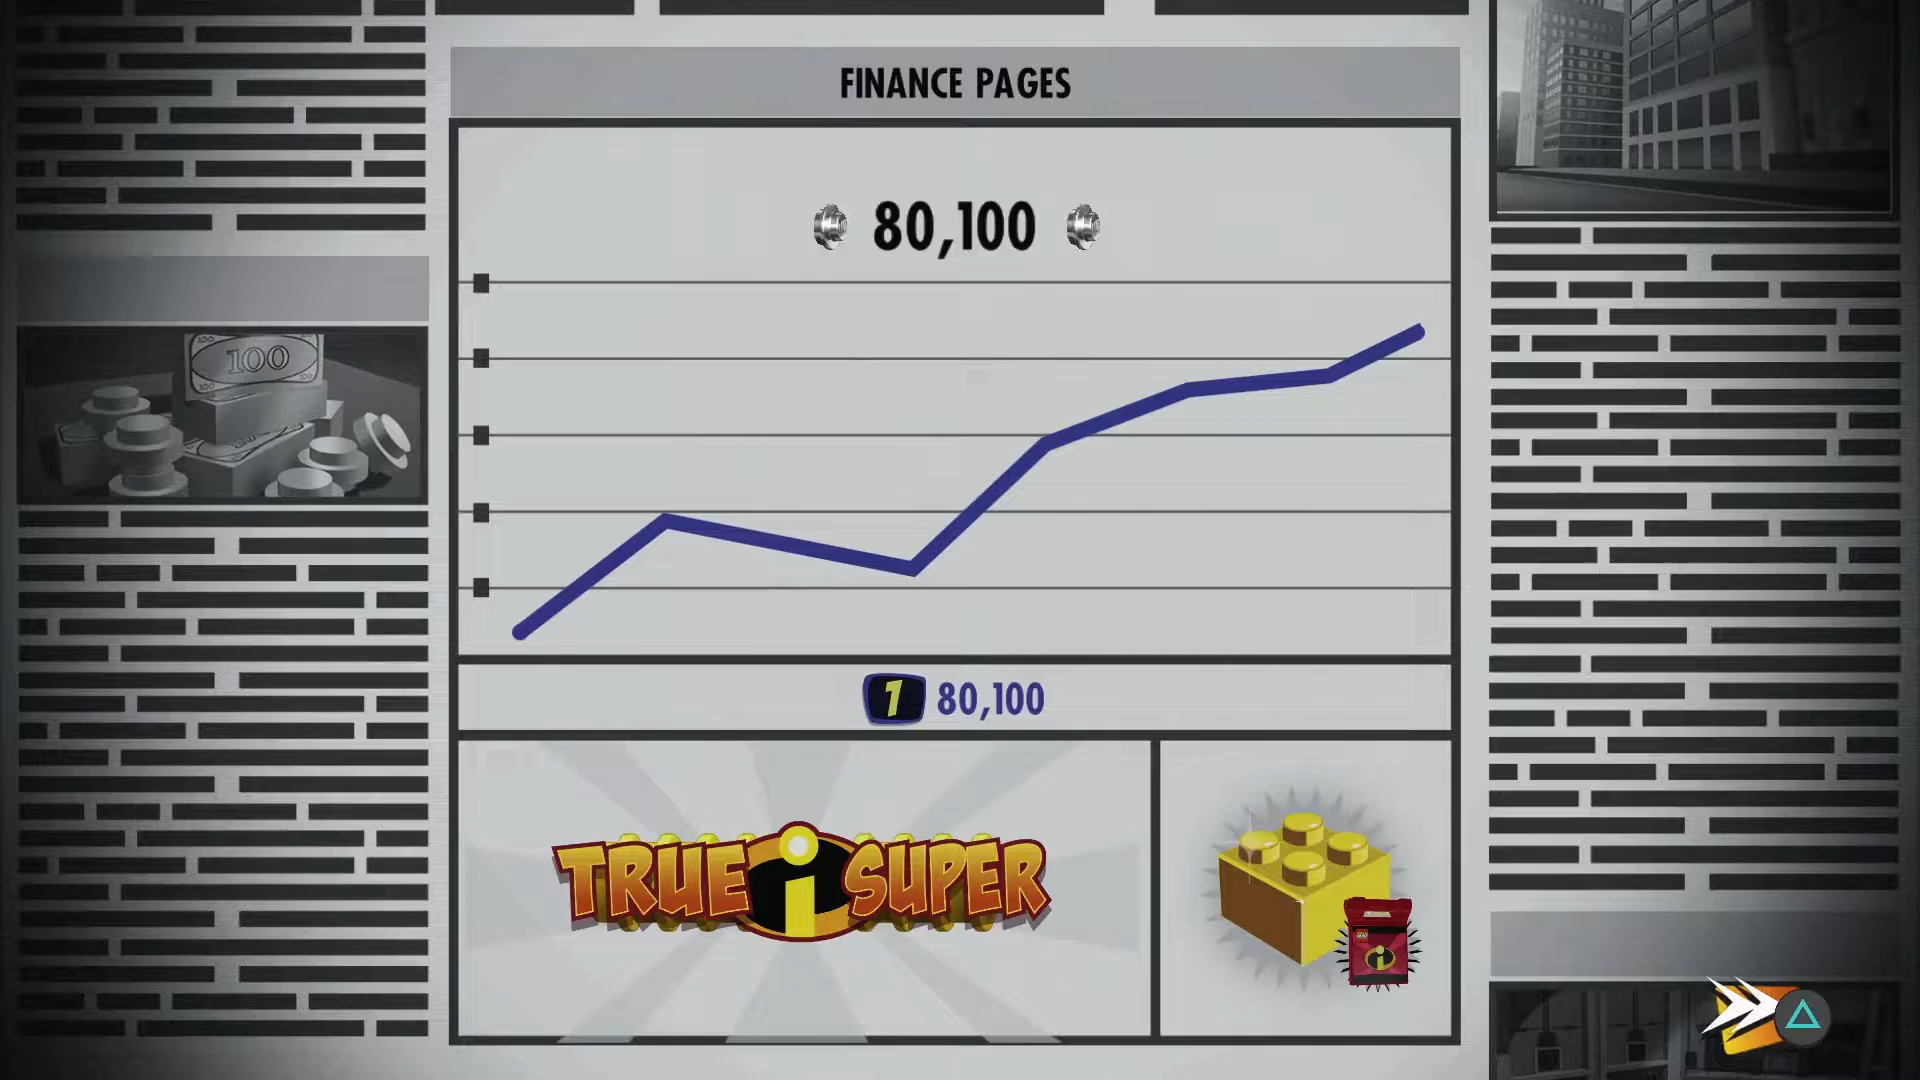 FINANCE PAGES
80,100
100
1 80,100
TRUE i SUPER